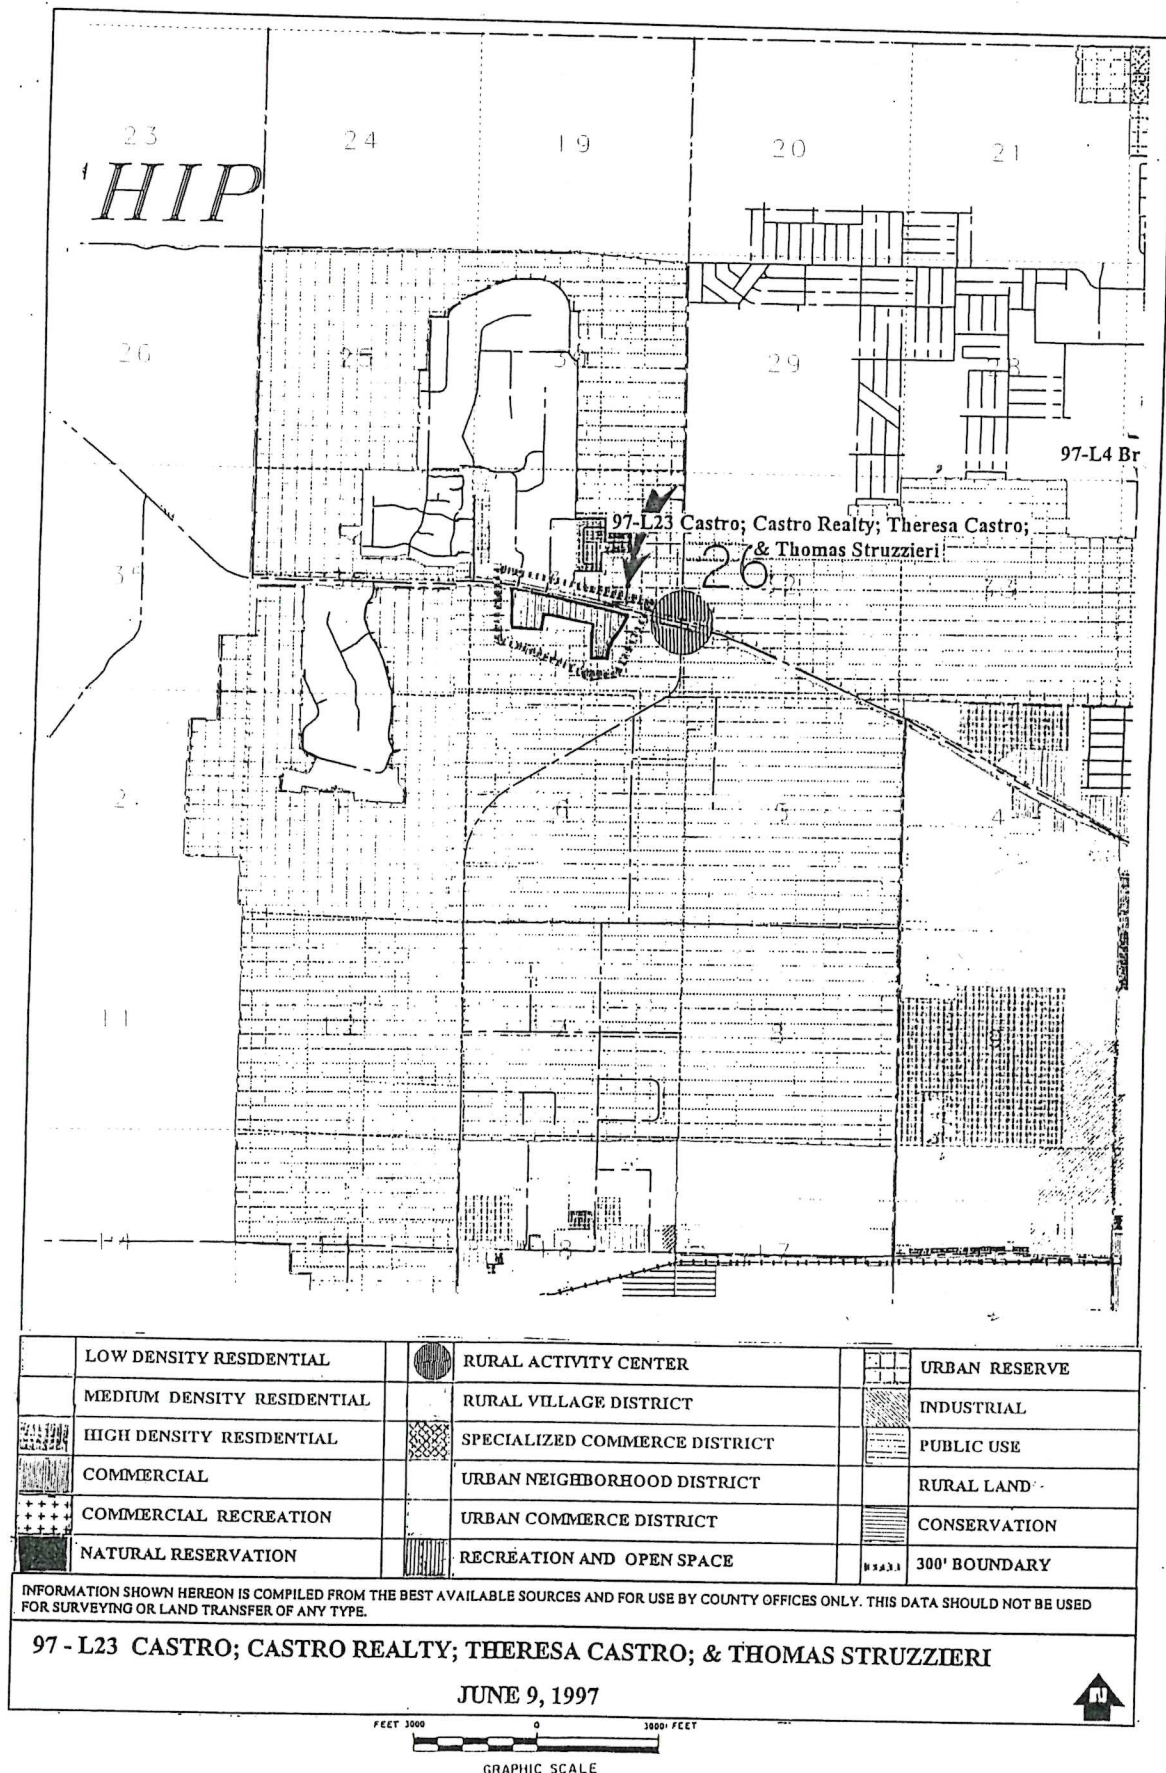 23
24
19
20
21
HIP
26
25
30
29
28
97-L4 Br
97-L23 Castro; Castro Realty; Theresa Castro;
& Thomas Struzzieri
26
6
5
4
11
14
17
LOW DENSITY RESIDENTIAL
RURAL ACTIVITY CENTER
URBAN RESERVE
MEDIUM DENSITY RESIDENTIAL
RURAL VILLAGE DISTRICT
INDUSTRIAL
HIGH DENSITY RESIDENTIAL
SPECIALIZED COMMERCE DISTRICT
PUBLIC USE
COMMERCIAL
URBAN NEIGHBORHOOD DISTRICT
RURAL LAND
COMMERCIAL RECREATION
URBAN COMMERCE DISTRICT
CONSERVATION
NATURAL RESERVATION
RECREATION AND OPEN SPACE
300' BOUNDARY
INFORMATION SHOWN HEREON IS COMPILED FROM THE BEST AVAILABLE SOURCES AND FOR USE BY COUNTY OFFICES ONLY. THIS DATA SHOULD NOT BE USED
FOR SURVEYING OR LAND TRANSFER OF ANY TYPE.
97 - L23 CASTRO; CASTRO REALTY; THERESA CASTRO; & THOMAS STRUZZIERI
JUNE 9, 1997
N
FEET 3000 0 3000 FEET
GRAPHIC SCALE